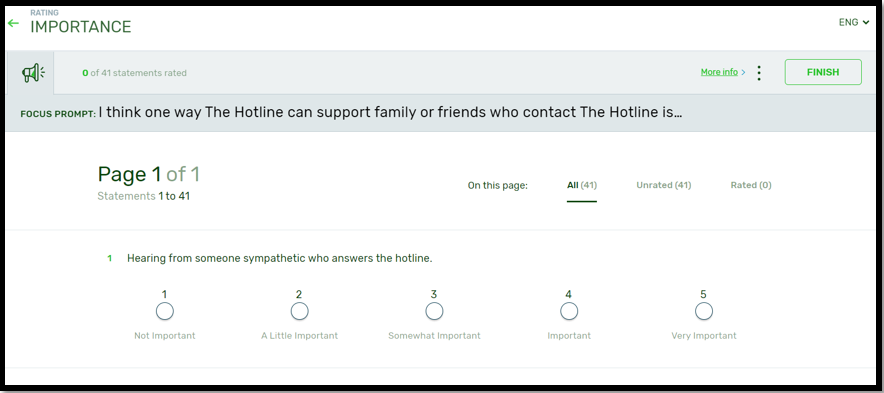 RATING
IMPORTANCE
ENG
0 of 41 statements rated
More info
FINISH
FOCUS PROMPT: I think one way The Hotline can support family or friends who contact The Hotline is...
Page 1 of 1
Statements 1 to 41
On this page:
All (41)
Unrated (41)
Rated (0)
1 Hearing from someone sympathetic who answers the hotline.
1 2 3 4 5
Not Important A Little Important Somewhat Important Important Very Important